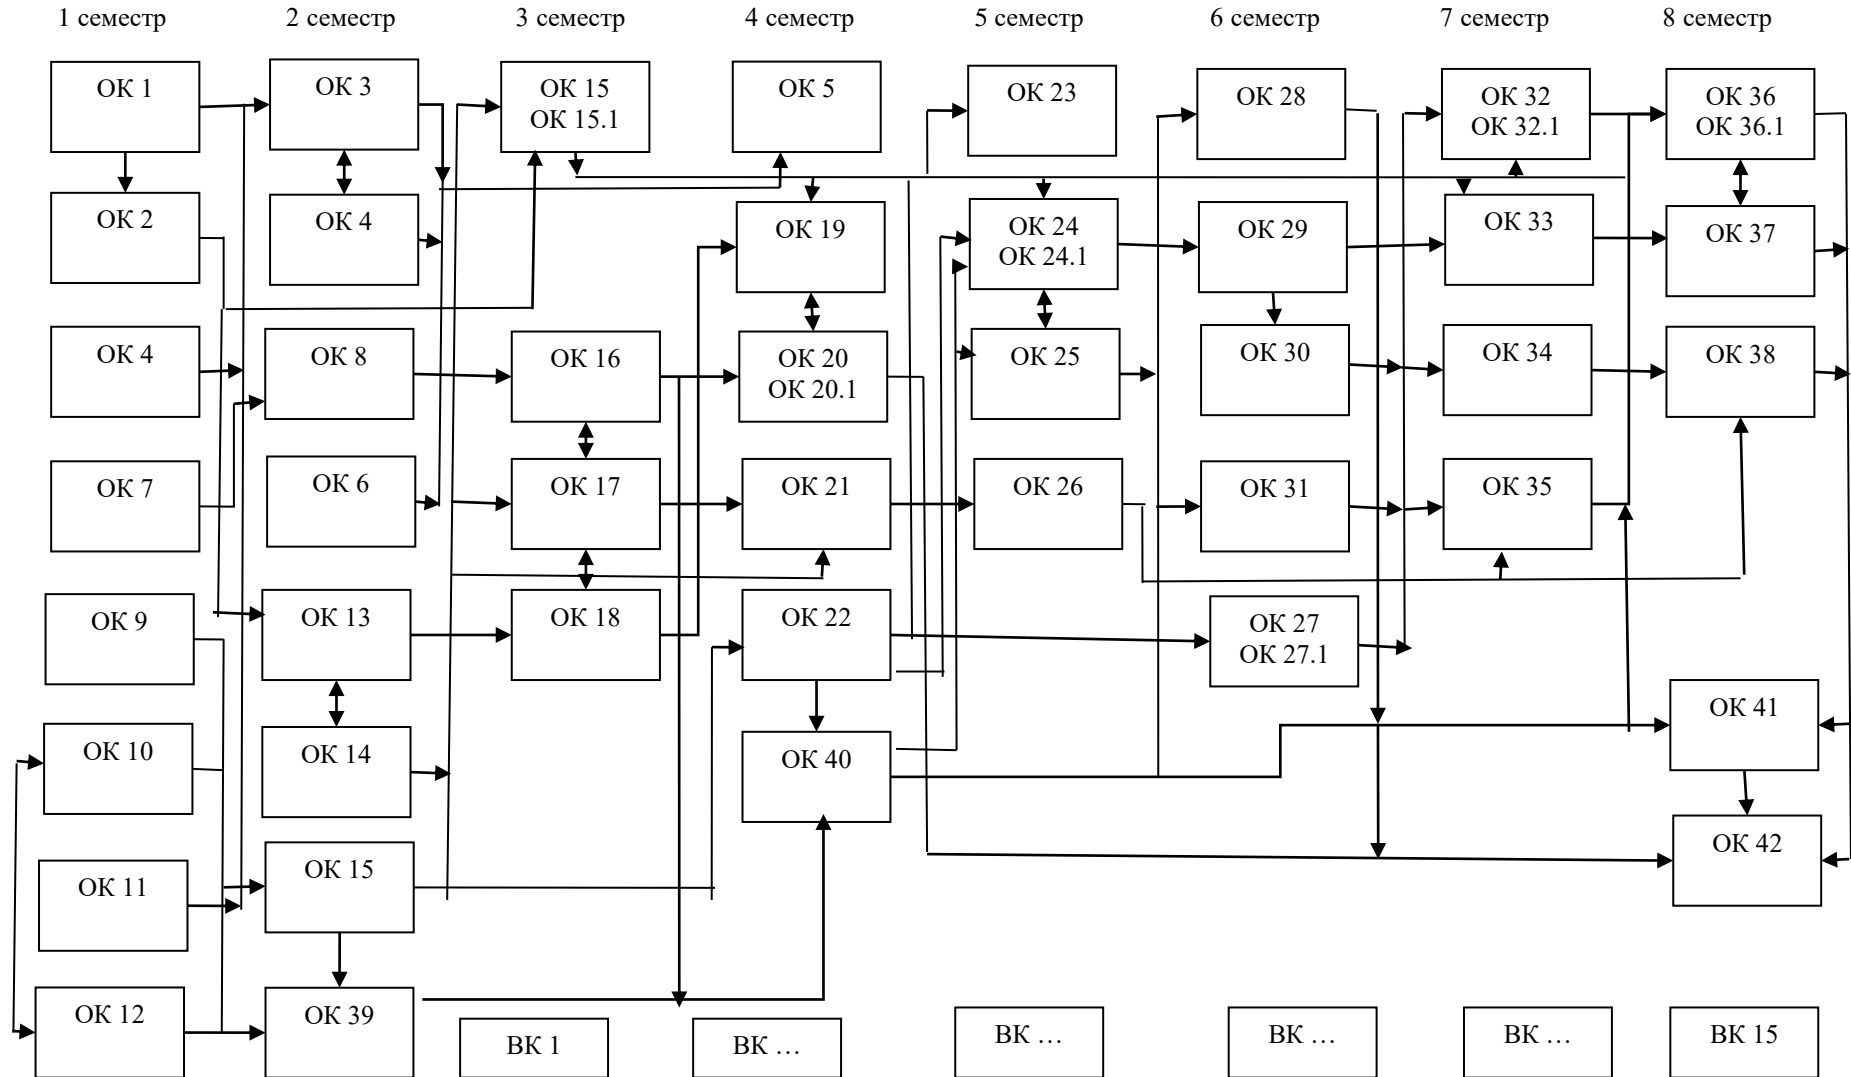 1 семестр
2 семестр
3 семестр
4 семестр
5 семестр
6 семестр
7 семестр
8 семестр
ОК 1
ОК 3
ОК 15
ОК 15.1
ОК 5
ОК 23
ОК 28
ОК 32
ОК 32.1
ОК 36
ОК 36.1
ОК 2
ОК 4
ОК 19
ОК 24
ОК 24.1
ОК 29
ОК 33
ОК 37
ОК 4
ОК 8
ОК 16
ОК 20
ОК 20.1
ОК 25
ОК 30
ОК 34
ОК 38
ОК 7
ОК 6
ОК 17
ОК 21
ОК 26
ОК 31
ОК 35
ОК 9
ОК 13
ОК 18
ОК 22
ОК 27
ОК 27.1
ОК 10
ОК 14
ОК 40
ОК 41
ОК 11
ОК 15
ОК 42
ОК 12
ОК 39
ВК 1
ВК …
ВК …
ВК …
ВК …
ВК 15